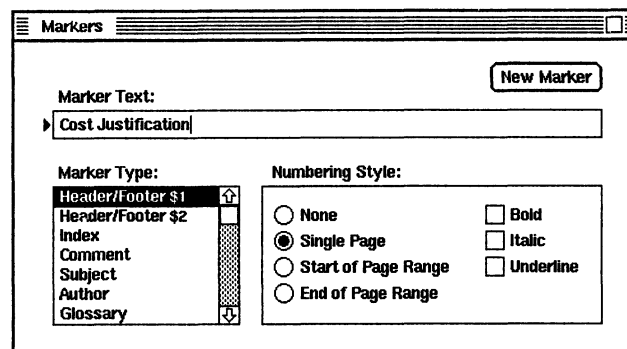 Markers
New Marker
Marker Text:
Cost Justification
Marker Type:
Header/Footer $1
Header/Footer $2
Index
Comment
Subject
Author
Glossary
Numbering Style:
None
Single Page
Start of Page Range
End of Page Range
Bold
Italic
Underline